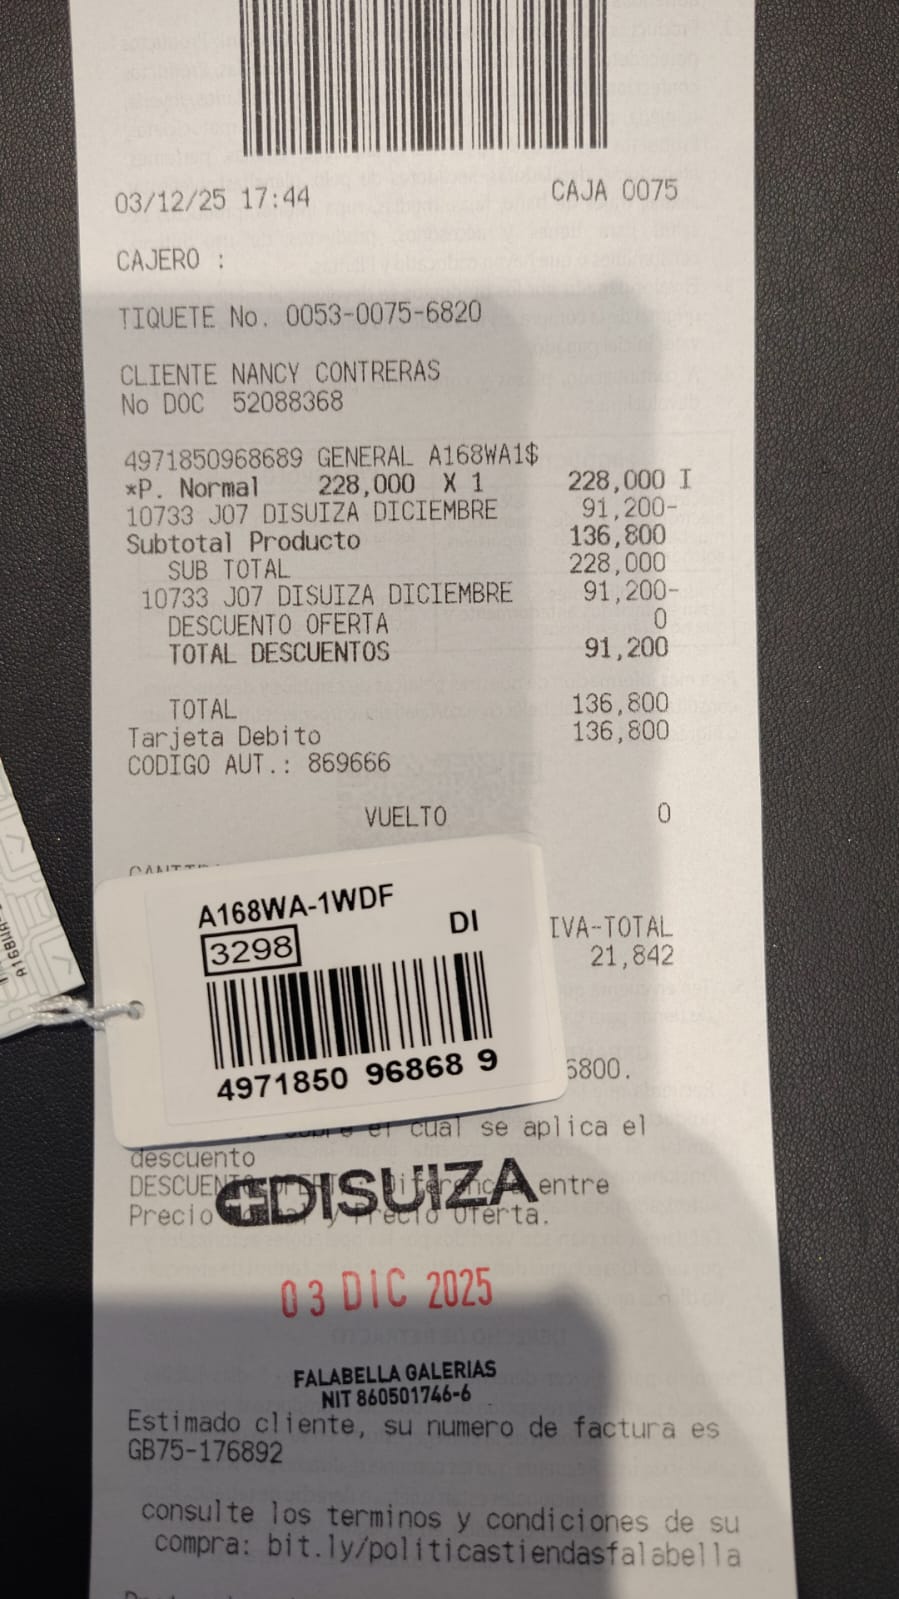 03/12/25 17:44 CAJA 0075
CAJERO :
TIQUETE No. 0053-0075-6820
CLIENTE NANCY CONTRERAS
No DOC 52088368
4971850968689 GENERAL A168WA1$
*P. Normal 228,000 X 1 228,000 I
10733 J07 DISUIZA DICIEMBRE 91,200-
Subtotal Producto 136,800
SUB TOTAL 228,000
10733 J07 DISUIZA DICIEMBRE 91,200-
DESCUENTO OFERTA 0
TOTAL DESCUENTOS 91,200
TOTAL 136,800
Tarjeta Debito 136,800
CODIGO AUT.: 869666
VUELTO 0
A168WA-1WDF
3298 DI
4971850 96868 9
IVA-TOTAL
21,842
6800.
el cual se aplica el
descuento
DESCUENTO OFERTA: Diferencia entre
Precio Normal y Precio Oferta.
DISUIZA
03 DIC 2025
FALABELLA GALERIAS
NIT 860501746-6
Estimado cliente, su numero de factura es
GB75-176892
consulte los terminos y condiciones de su
compra: bit.ly/politicastiendasfalabella